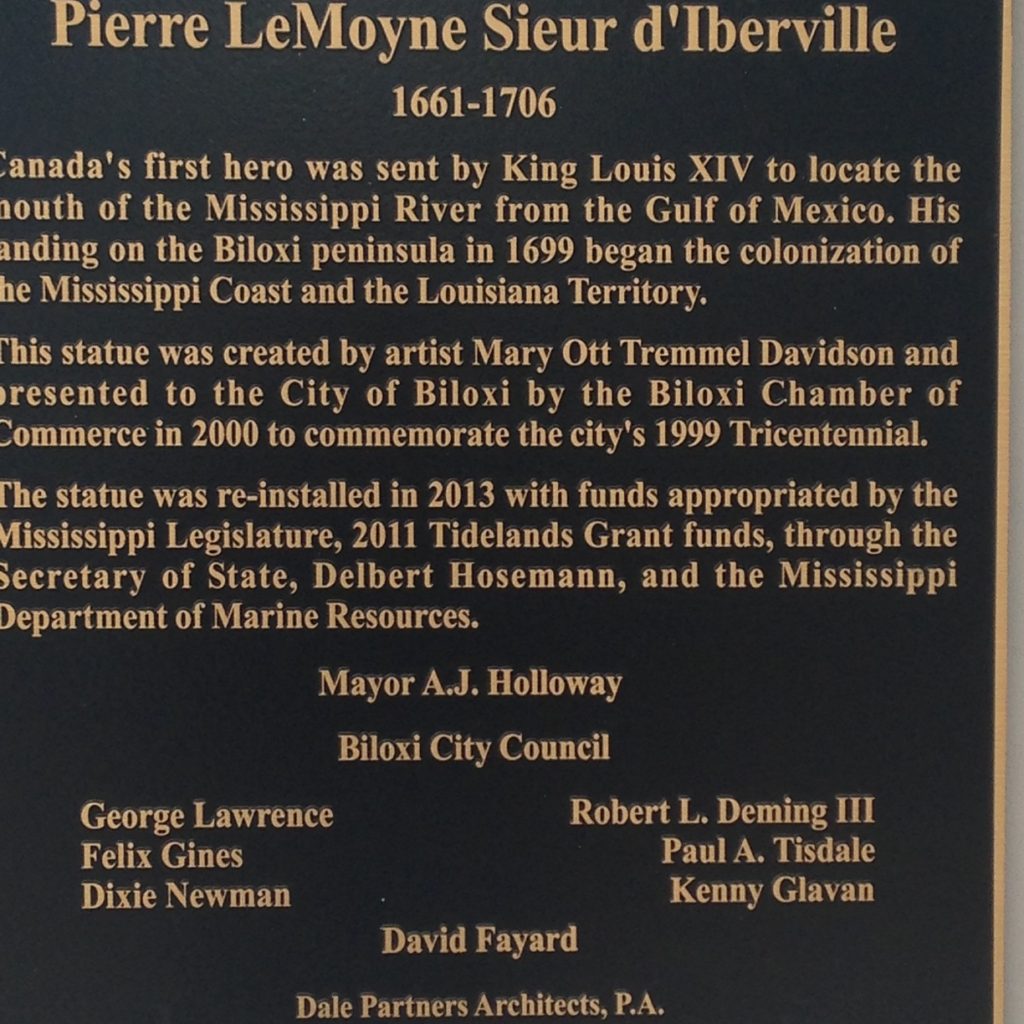 Pierre LeMoyne Sieur d'Iberville
1661-1706
Canada's first hero was sent by King Louis XIV to locate the
mouth of the Mississippi River from the Gulf of Mexico. His
landing on the Biloxi peninsula in 1699 began the colonization of
the Mississippi Coast and the Louisiana Territory.
This statue was created by artist Mary Ott Tremmel Davidson and
presented to the City of Biloxi by the Biloxi Chamber of
Commerce in 2000 to commemorate the city's 1999 Tricentennial.
The statue was re-installed in 2013 with funds appropriated by the
Mississippi Legislature, 2011 Tidelands Grant funds, through the
Secretary of State, Delbert Hosemann, and the Mississippi
Department of Marine Resources.
Mayor A.J. Holloway
Biloxi City Council
George Lawrence
Felix Gines
Dixie Newman
Robert L. Deming III
Paul A. Tisdale
Kenny Glavan
David Fayard
Dale Partners Architects, P.A.